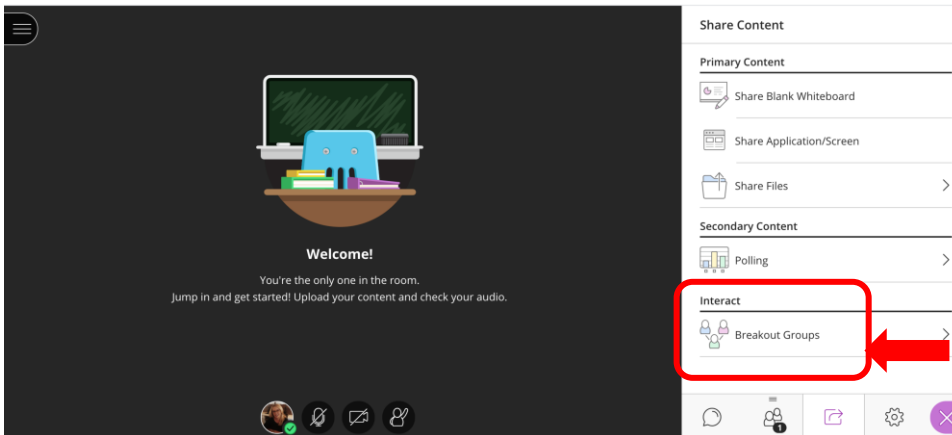 Welcome!
You're the only one in the room.
Jump in and get started! Upload your content and check your audio.
Share Content
Primary Content
Share Blank Whiteboard
Share Application/Screen
Share Files
Secondary Content
Polling
Interact
Breakout Groups
1